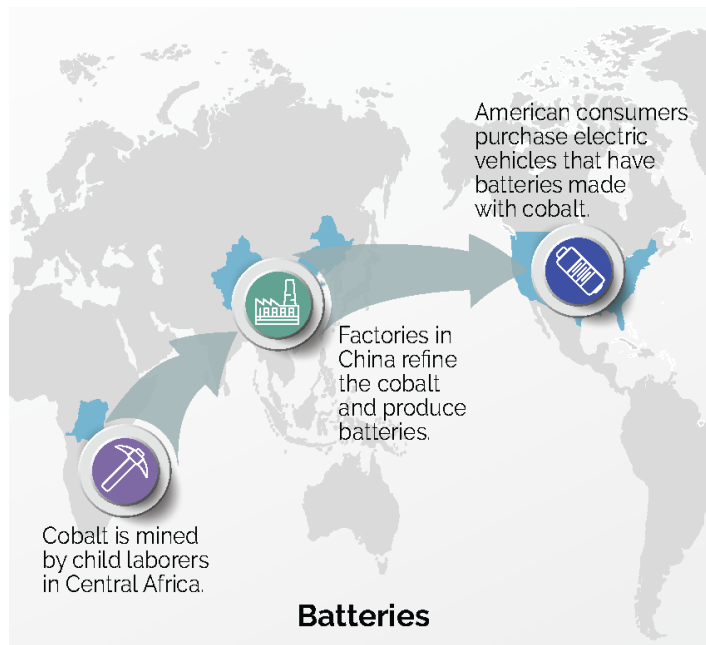 American consumers
purchase electric
vehicles that have
batteries made
with cobalt.
Factories in
China refine
the cobalt
and produce
batteries.
Cobalt is mined
by child laborers
in Central Africa.
Batteries